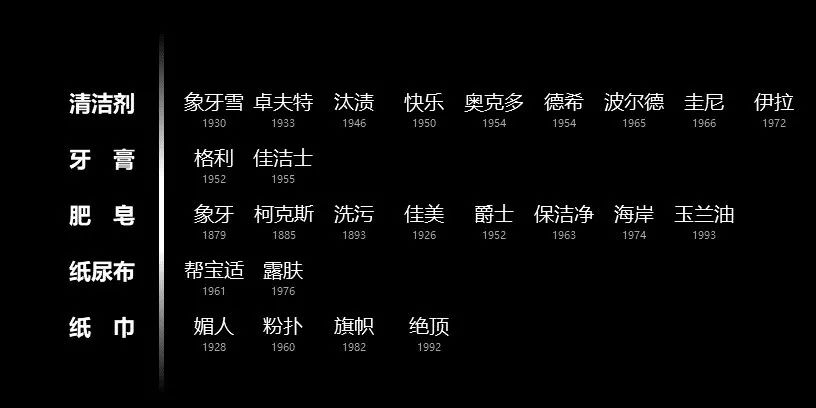 清洁剂 象牙雪 卓夫特 汰渍 快乐 奥克多 德希 波尔德 圭尼 伊拉
1930 1933 1946 1950 1954 1954 1965 1966 1972
牙 膏 格利 佳洁士
1952 1955
肥 皂 象牙 柯克斯 洗污 佳美 爵士 保洁净 海岸 玉兰油
1879 1885 1893 1926 1952 1963 1974 1993
纸尿布 帮宝适 露肤
1961 1976
纸 巾 媚人 粉扑 旗帜 绝顶
1928 1960 1982 1992